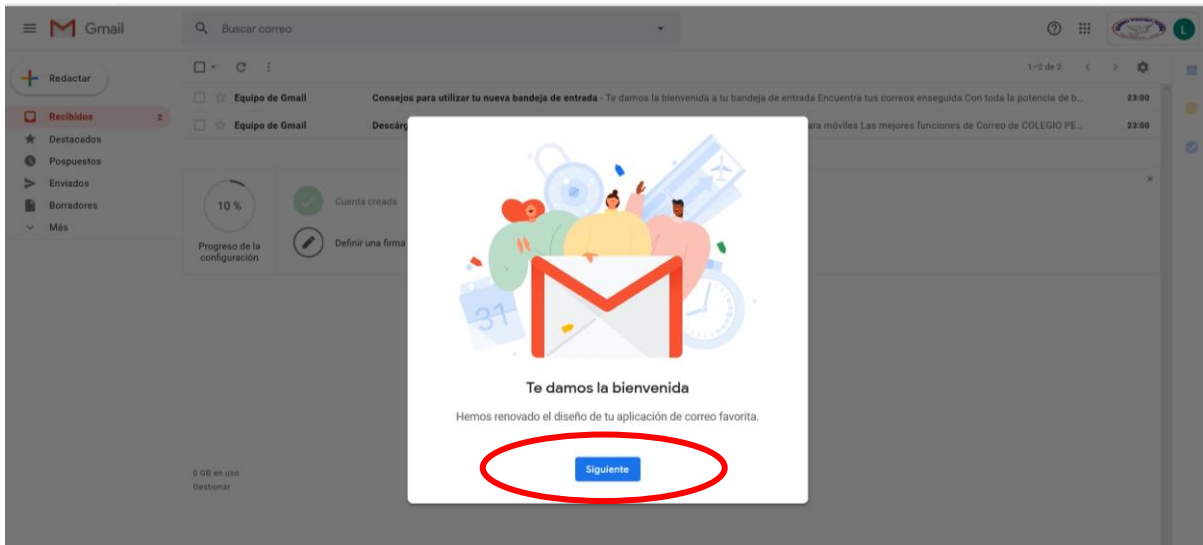 Gmail
Buscar correo
Redactar
1–2 de 2
Equipo de Gmail Consejos para utilizar tu nueva bandeja de entrada - Te damos la bienvenida a tu bandeja de entrada Encuentra tus correos enseguida Con toda la potencia de b... 23:00
Recibidos 2
Equipo de Gmail Descárg ara móviles Las mejores funciones de Correo de COLEGIO PE... 23:00
Destacados
Pospuestos
Enviados
Borradores
Más
10 %
Progreso de la
configuración
Cuenta creada
Definir una firma
31
Te damos la bienvenida
Hemos renovado el diseño de tu aplicación de correo favorita.
Siguiente
0 GB en uso
Gestionar
L